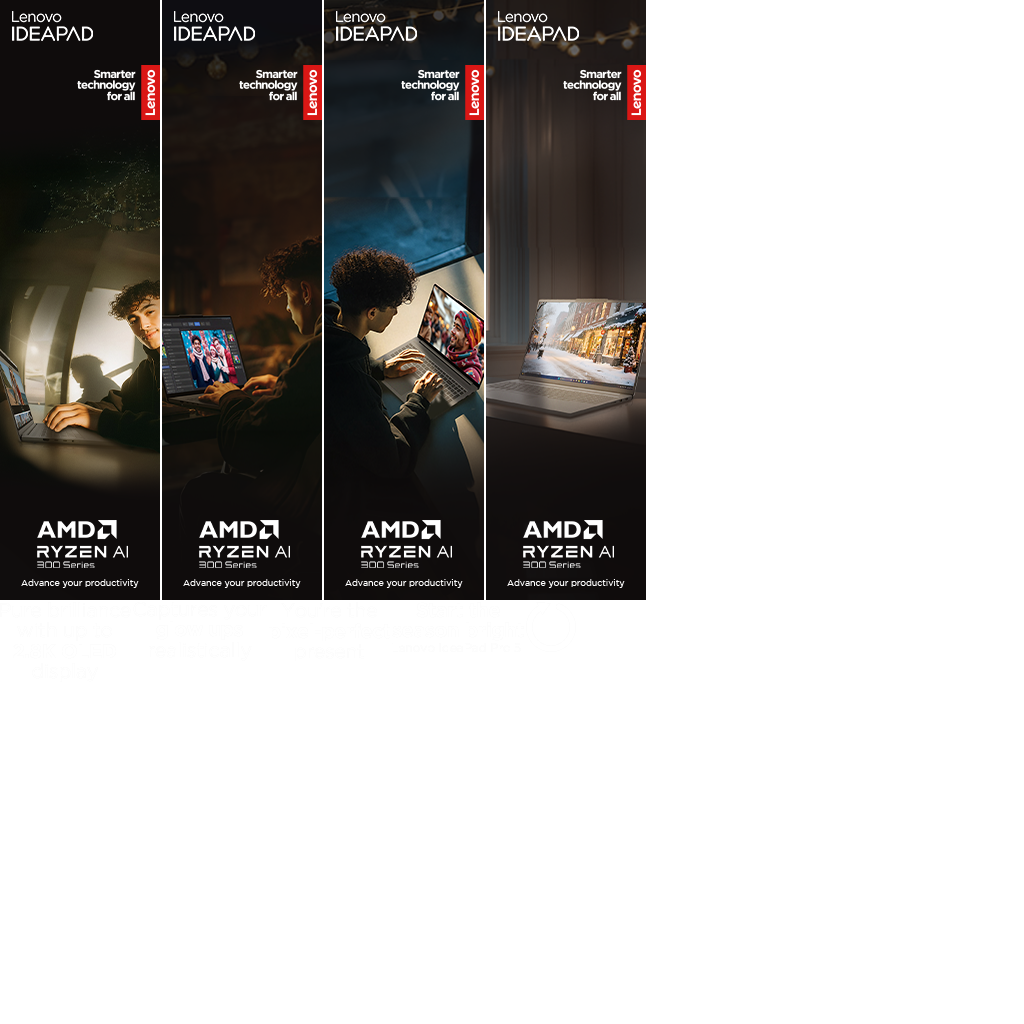 Lenovo
IDEAPAD
Smarter
technology
for all
Lenovo
AMD
RYZEN AI
300 Series
Advance your productivity
Lenovo
IDEAPAD
Smarter
technology
for all
Lenovo
AMD
RYZEN AI
300 Series
Advance your productivity
Lenovo
IDEAPAD
Smarter
technology
for all
Lenovo
AMD
RYZEN AI
300 Series
Advance your productivity
Lenovo
IDEAPAD
Smarter
technology
for all
Lenovo
AMD
RYZEN AI
300 Series
Advance your productivity